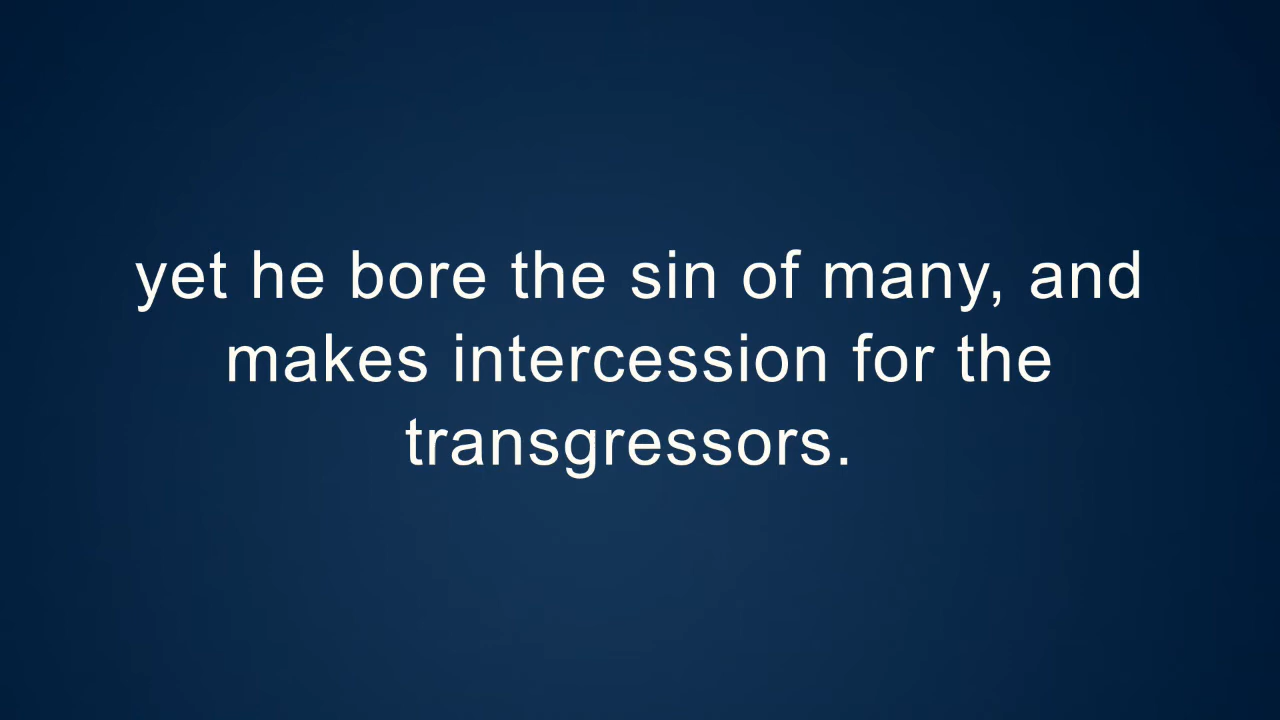 yet he bore the sin of many, and
makes intercession for the
transgressors.